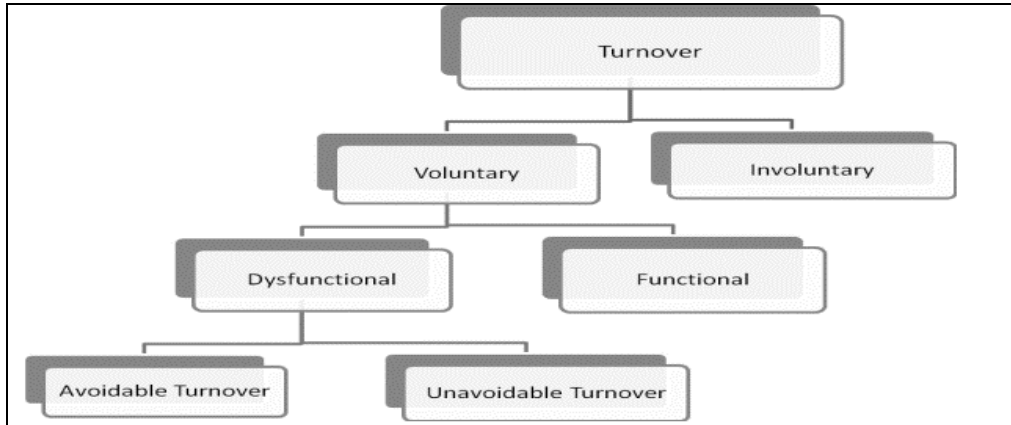 Turnover
Voluntary
Involuntary
Dysfunctional
Functional
Avoidable Turnover
Unavoidable Turnover